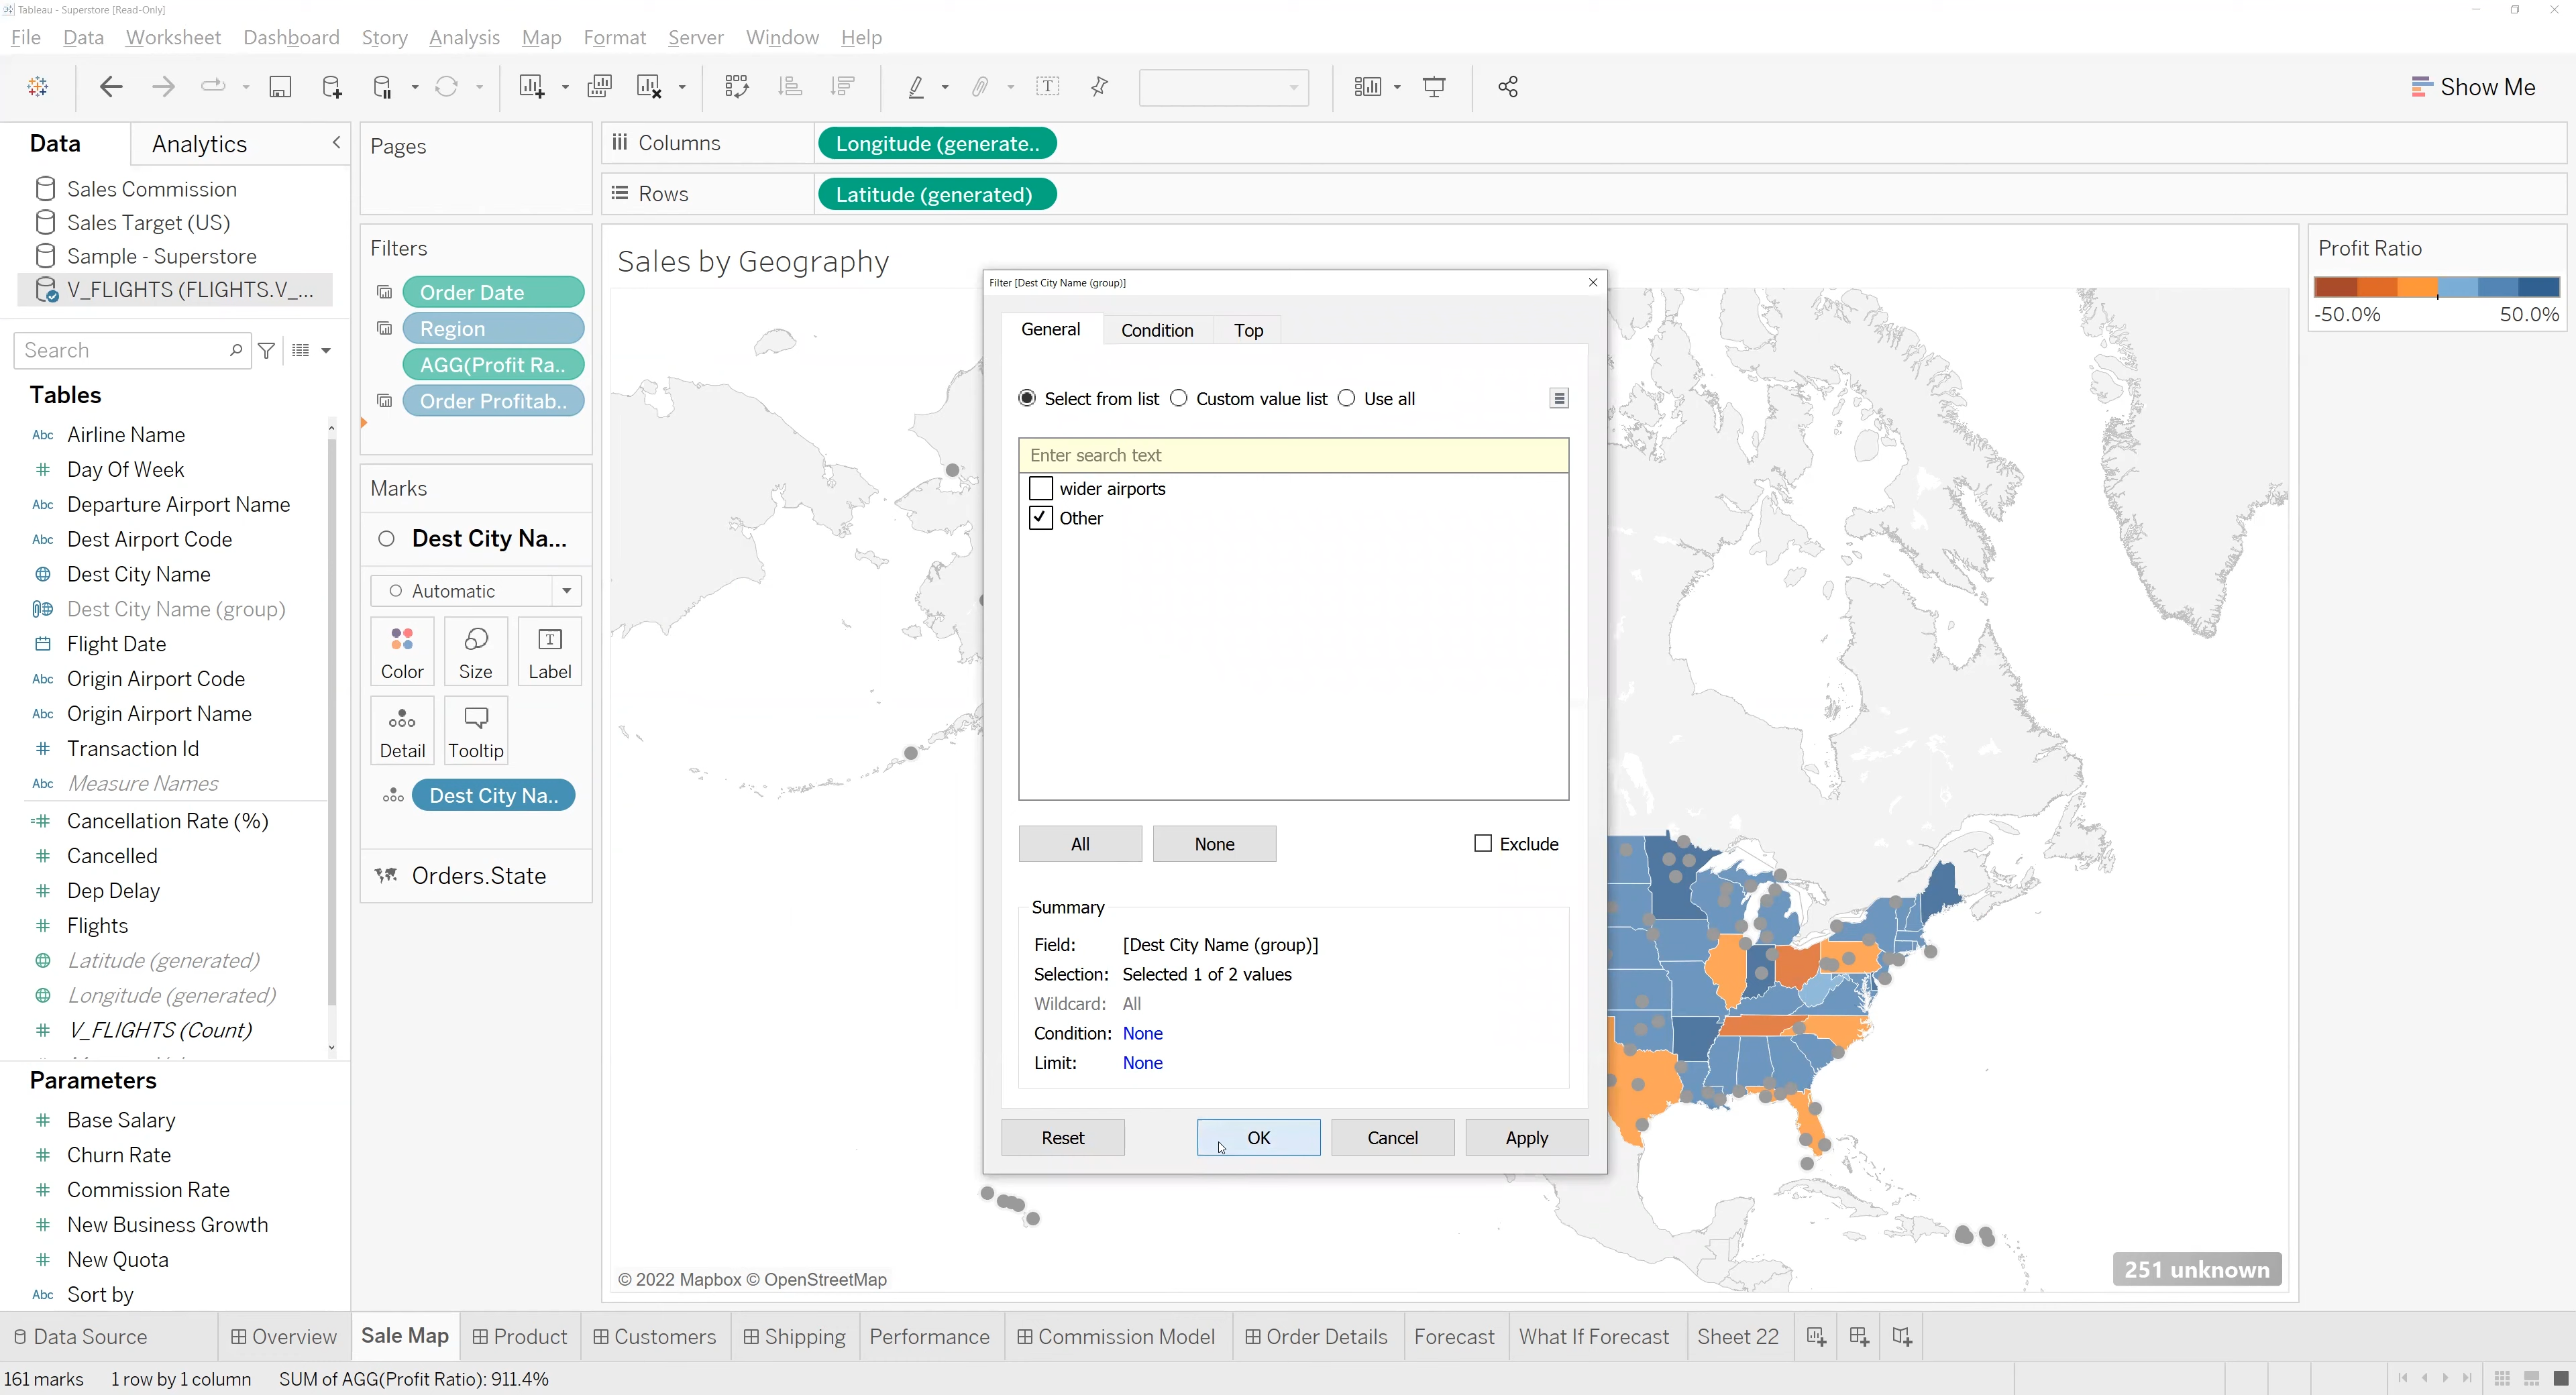 Tableau - Superstore [Read-Only]
File Data Worksheet Dashboard Story Analysis Map Format Server Window Help
Show Me
Data Analytics
Sales Commission
Sales Target (US)
Sample - Superstore
V_FLIGHTS (FLIGHTS.V_...
Search
Tables
Abc Airline Name
# Day Of Week
Abc Departure Airport Name
Abc Dest Airport Code
Dest City Name
Dest City Name (group)
Flight Date
Abc Origin Airport Code
Abc Origin Airport Name
# Transaction Id
Abc Measure Names
=# Cancellation Rate (%)
# Cancelled
# Dep Delay
# Flights
Latitude (generated)
Longitude (generated)
# V_FLIGHTS (Count)
Parameters
# Base Salary
# Churn Rate
# Commission Rate
# New Business Growth
# New Quota
Abc Sort by
Pages
Filters
Order Date
Region
AGG(Profit Ra..
Order Profitab..
Marks
Dest City Na...
Automatic
Color Size Label
Detail Tooltip
Dest City Na..
Orders.State
Columns Longitude (generate..
Rows Latitude (generated)
Sales by Geography
Filter [Dest City Name (group)]
General Condition Top
Select from list Custom value list Use all
Enter search text
wider airports
Other
All None Exclude
Summary
Field: [Dest City Name (group)]
Selection: Selected 1 of 2 values
Wildcard: All
Condition: None
Limit: None
Reset OK Cancel Apply
© 2022 Mapbox © OpenStreetMap
251 unknown
Profit Ratio
-50.0% 50.0%
Data Source Overview Sale Map Product Customers Shipping Performance Commission Model Order Details Forecast What If Forecast Sheet 22
161 marks 1 row by 1 column SUM of AGG(Profit Ratio): 911.4%